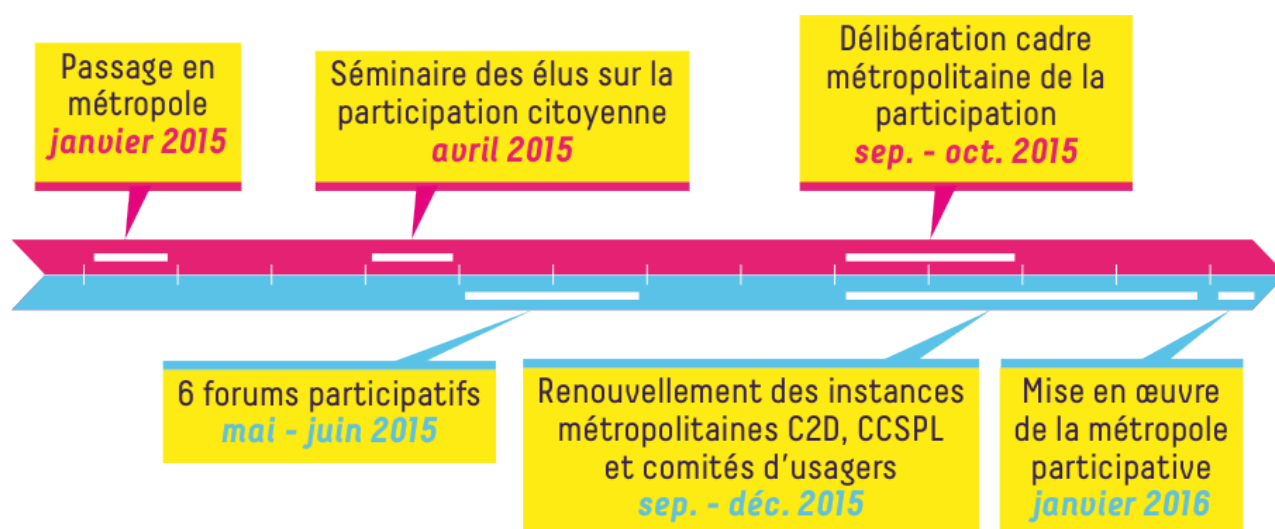 Passage en
métropole
janvier 2015
Séminaire des élus sur la
participation citoyenne
avril 2015
Délibération cadre
métropolitaine de la
participation
sep. - oct. 2015
6 forums participatifs
mai - juin 2015
Renouvellement des instances
métropolitaines C2D, CCSPL
et comités d'usagers
sep. - déc. 2015
Mise en œuvre
de la métropole
participative
janvier 2016